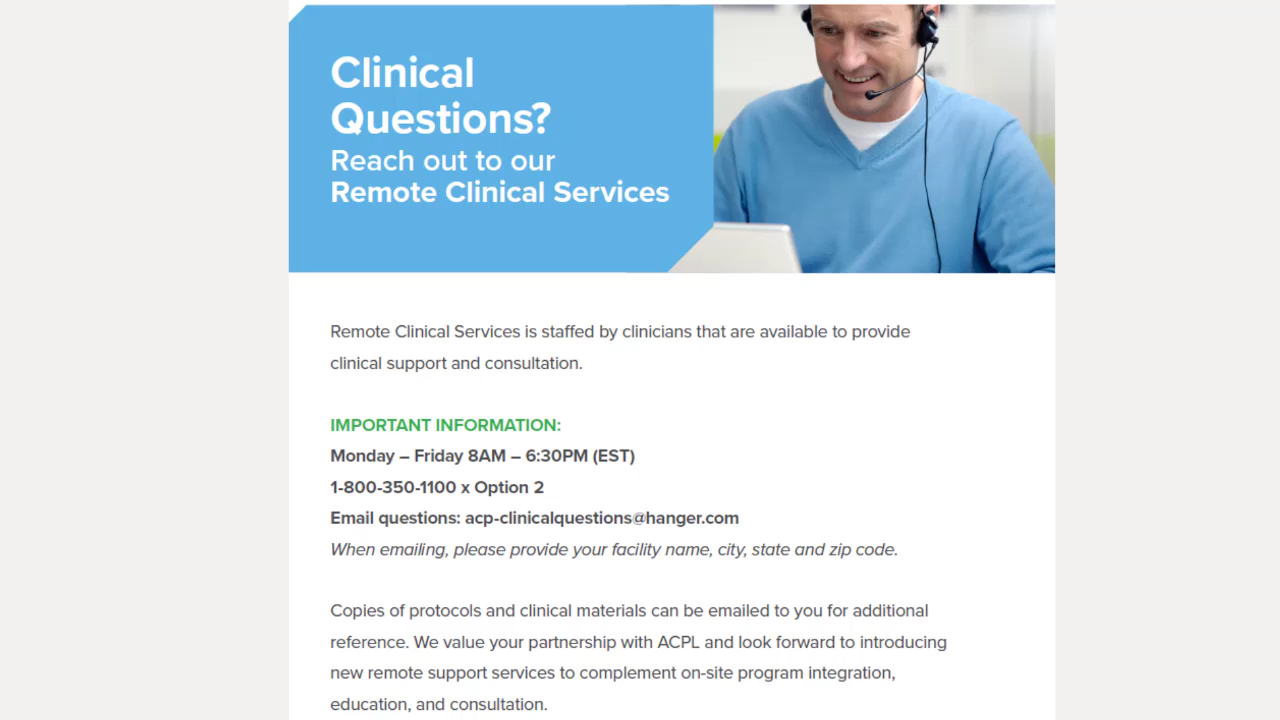 Clinical
Questions?
Reach out to our
Remote Clinical Services
Remote Clinical Services is staffed by clinicians that are available to provide
clinical support and consultation.
IMPORTANT INFORMATION:
Monday – Friday 8AM – 6:30PM (EST)
1-800-350-1100 x Option 2
Email questions: acp-clinicalquestions@hanger.com
When emailing, please provide your facility name, city, state and zip code.
Copies of protocols and clinical materials can be emailed to you for additional
reference. We value your partnership with ACPL and look forward to introducing
new remote support services to complement on-site program integration,
education, and consultation.